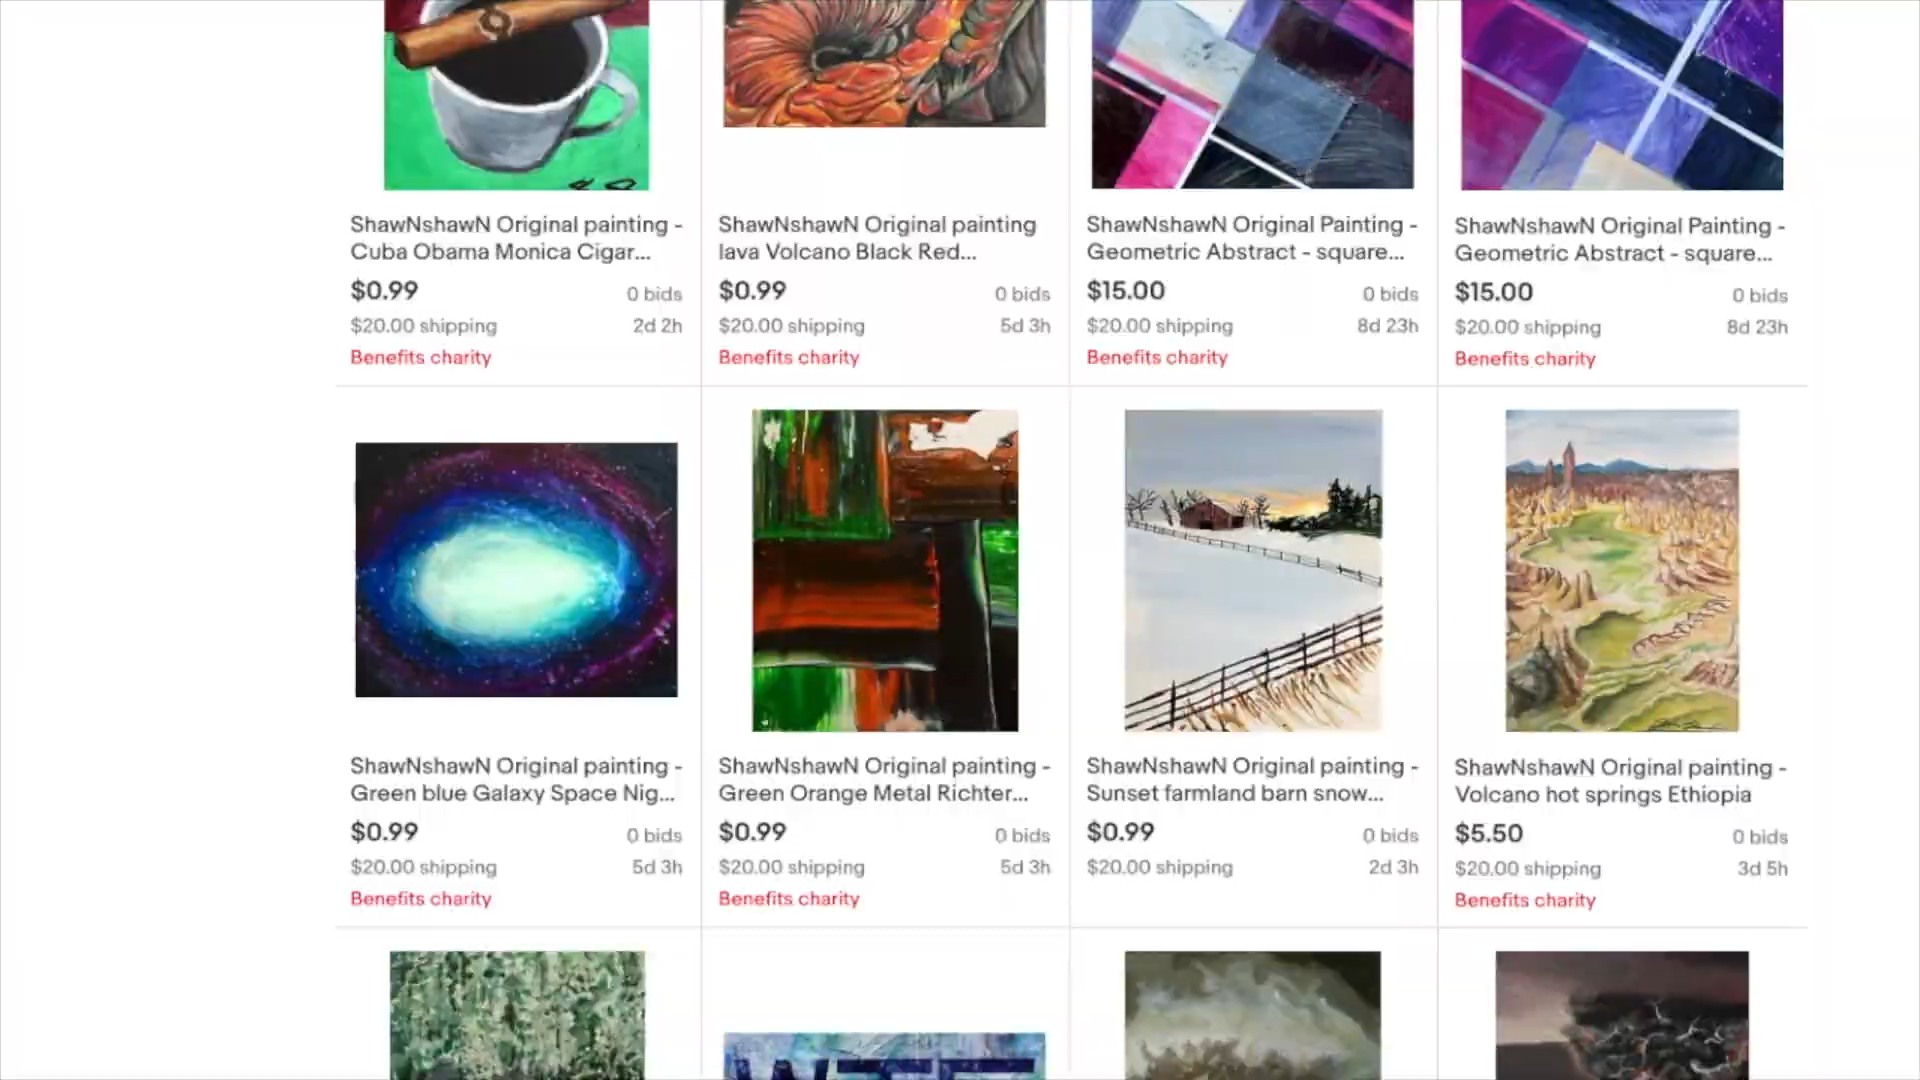 ShawNshawN Original painting -
Cuba Obama Monica Cigar...
$0.99
0 bids
$20.00 shipping
2d 2h
Benefits charity
ShawNshawN Original painting
lava Volcano Black Red...
$0.99
0 bids
$20.00 shipping
5d 3h
Benefits charity
ShawNshawN Original Painting -
Geometric Abstract - square...
$15.00
0 bids
$20.00 shipping
8d 23h
Benefits charity
ShawNshawN Original Painting -
Geometric Abstract - square...
$15.00
0 bids
$20.00 shipping
8d 23h
Benefits charity
ShawNshawN Original painting -
Green blue Galaxy Space Nig...
$0.99
0 bids
$20.00 shipping
5d 3h
Benefits charity
ShawNshawN Original painting -
Green Orange Metal Richter...
$0.99
0 bids
$20.00 shipping
5d 3h
Benefits charity
ShawNshawN Original painting -
Sunset farmland barn snow...
$0.99
0 bids
$20.00 shipping
2d 3h
ShawNshawN Original painting -
Volcano hot springs Ethiopia
$5.50
0 bids
$20.00 shipping
3d 5h
Benefits charity